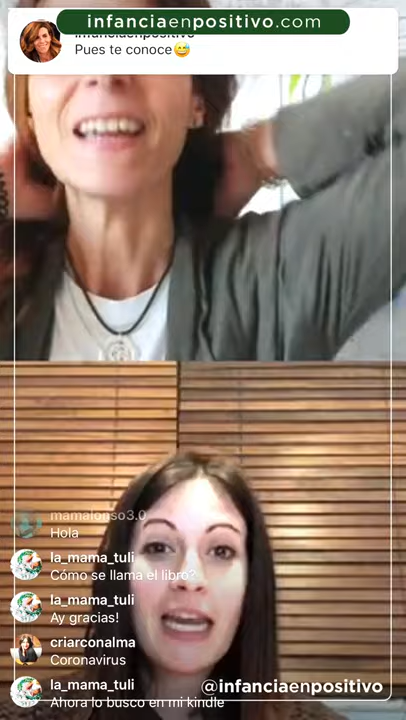 infanciaenpositivo.com
infanciaenpositivo
Pues te conoce😅
mamalonso3.0
Hola
la_mama_tuli
Cómo se llama el libro?
la_mama_tuli
Ay gracias!
criarconalma
Coronavirus
la_mama_tuli
Ahora lo busco en mi kindle
@infanciaenpositivo